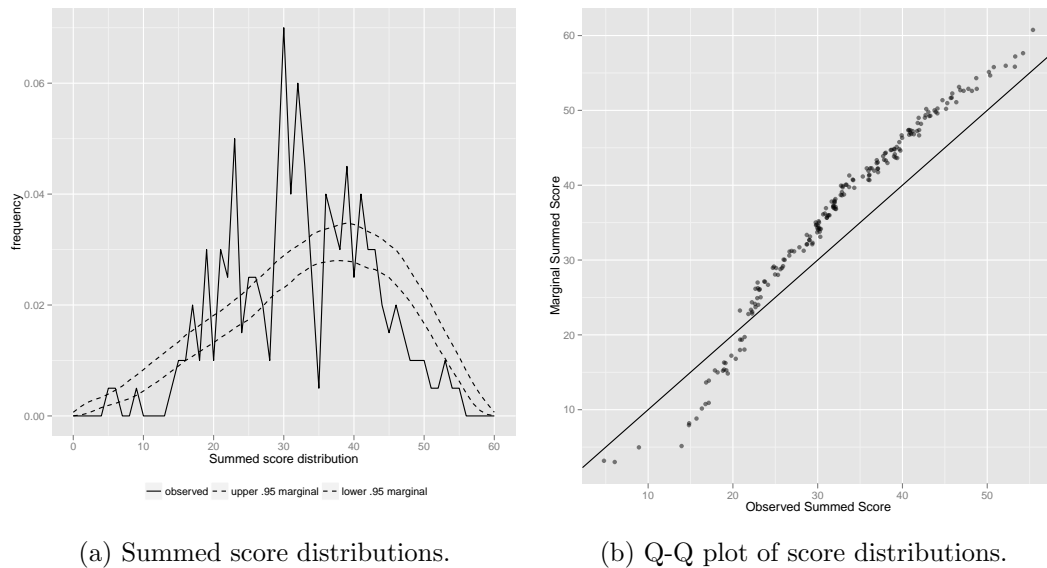 0.06
0.04
0.02
0.00
frequency
0 10 20 30 40 50 60
Summed score distribution
observed upper .95 marginal lower .95 marginal
(a) Summed score distributions.
60
50
40
30
20
10
Marginal Summed Score
10 20 30 40 50
Observed Summed Score
(b) Q-Q plot of score distributions.